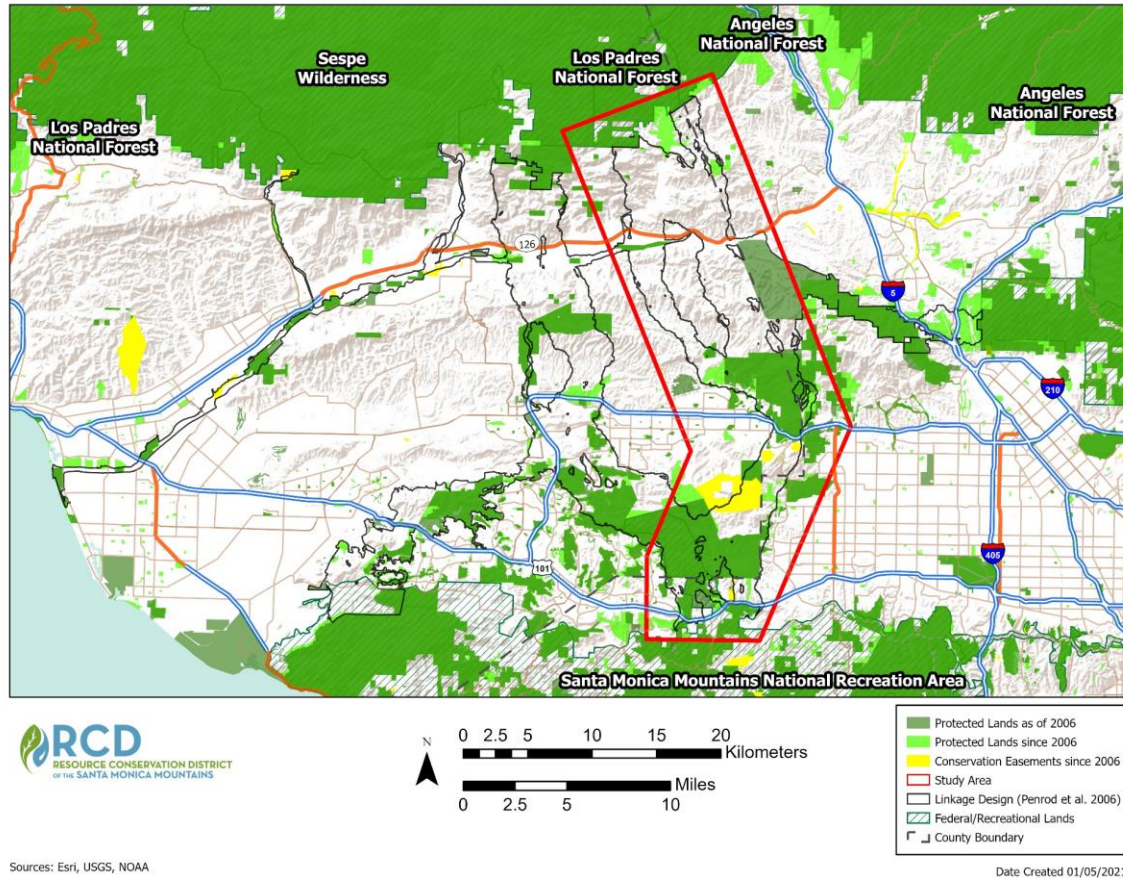 Angeles
National Forest
Sespe
Wilderness
Los Padres
National Forest
Angeles
National Forest
Los Padres
National Forest
126
5
210
101
405
Santa Monica Mountains National Recreation Area
RCD
RESOURCE CONSERVATION DISTRICT
OF THE SANTA MONICA MOUNTAINS
N
0 2.5 5 10 15 20
Kilometers
Miles
0 2.5 5 10
Protected Lands as of 2006
Protected Lands since 2006
Conservation Easements since 2006
Study Area
Linkage Design (Penrod et al. 2006)
Federal/Recreational Lands
County Boundary
Sources: Esri, USGS, NOAA
Date Created 01/05/2021